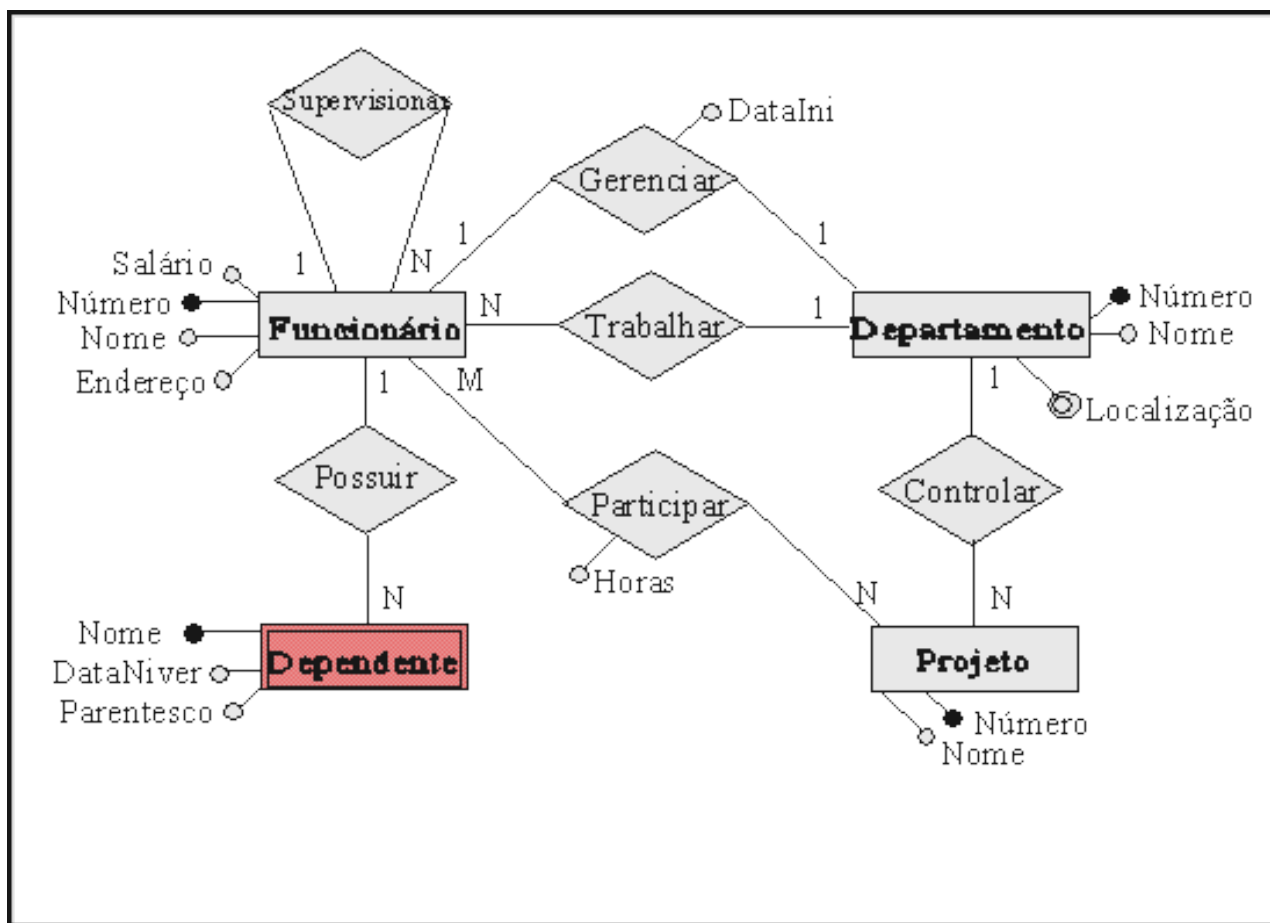 Supervisionar
DataIni
Gerenciar
1
1
Salário
1
N
Número
N
Trabalhar
1
Número
Nome
Funcionário
Departamento
Nome
Endereço
1
M
1
Localização
Possuir
Participar
Controlar
Horas
N
N
N
Nome
DataNiver
Dependente
Projeto
Parentesco
Número
Nome